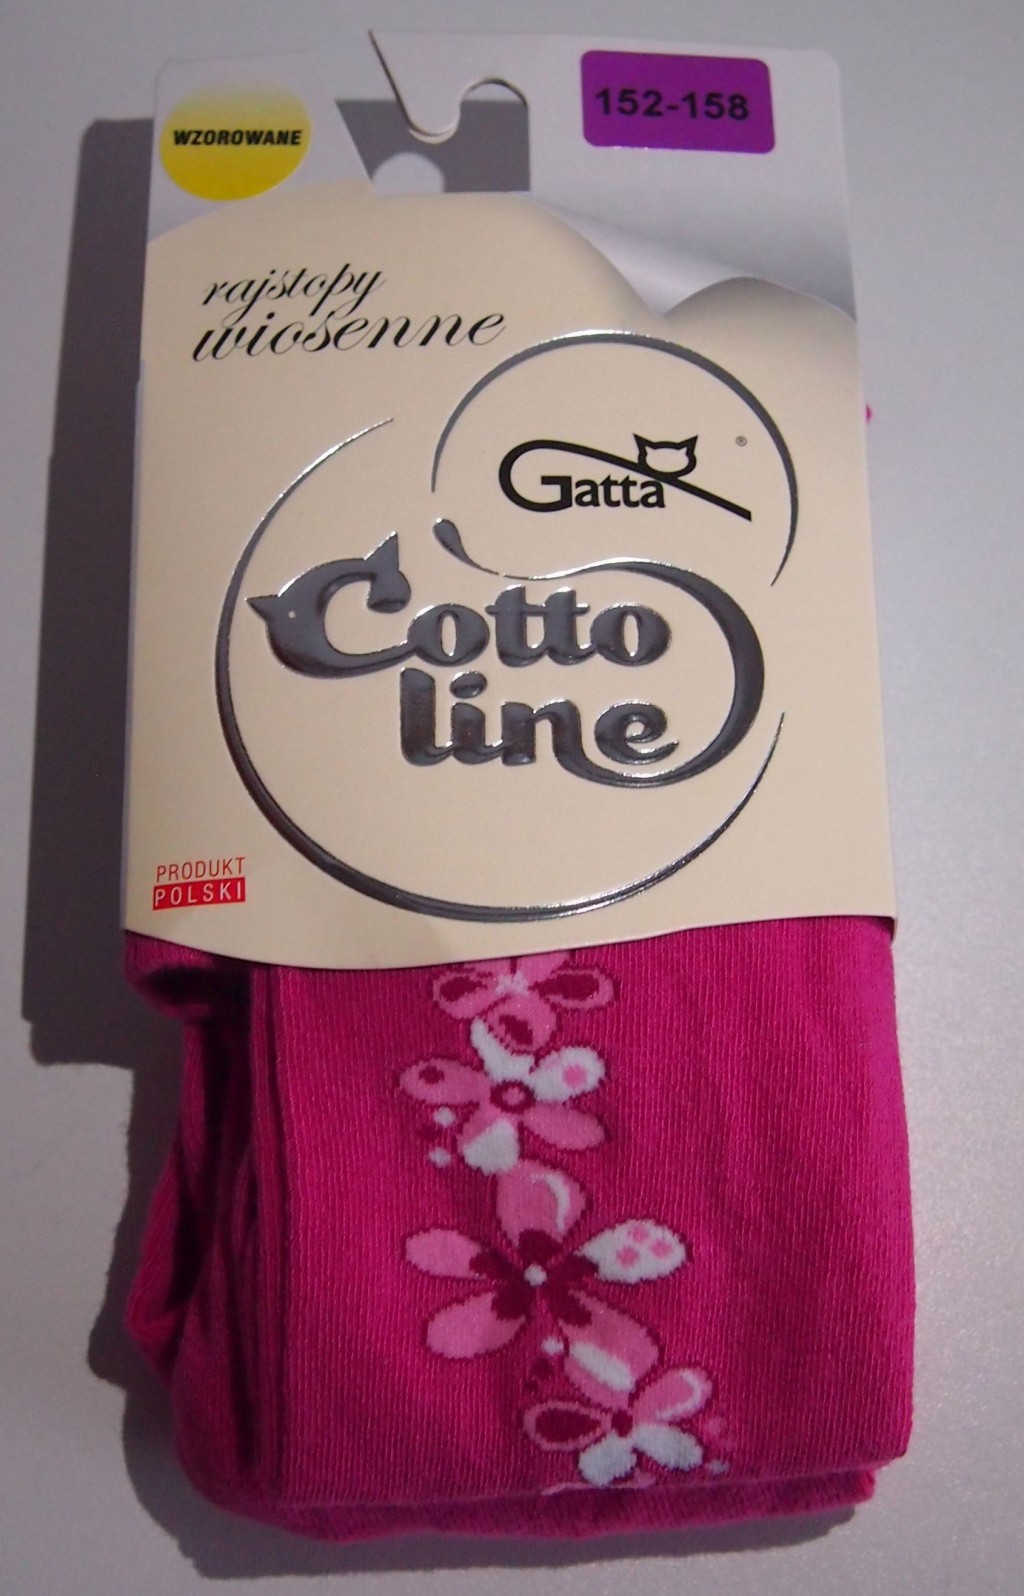 WZOROWANE
152-158
rajstopy
wiosenne
Gatta®
Cotto
line
PRODUKT
POLSKI